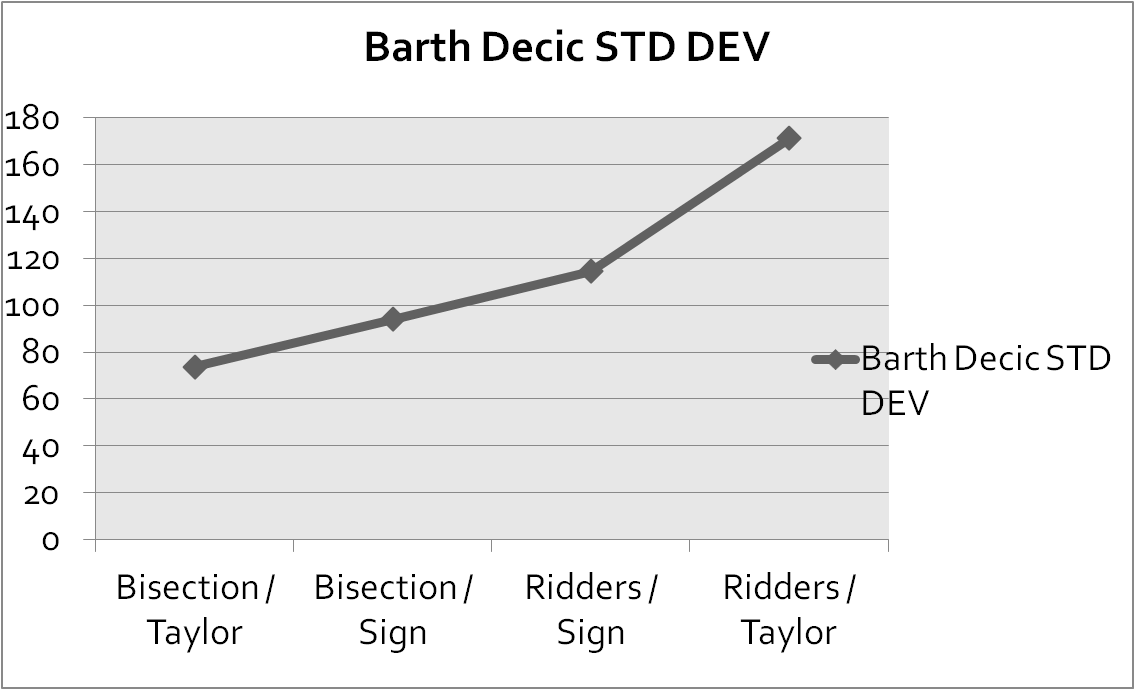 Barth Decic STD DEV
180
160
140
120
100
80
60
40
20
0
Barth Decic STD
DEV
Bisection /
Taylor
Bisection /
Sign
Ridders /
Sign
Ridders /
Taylor